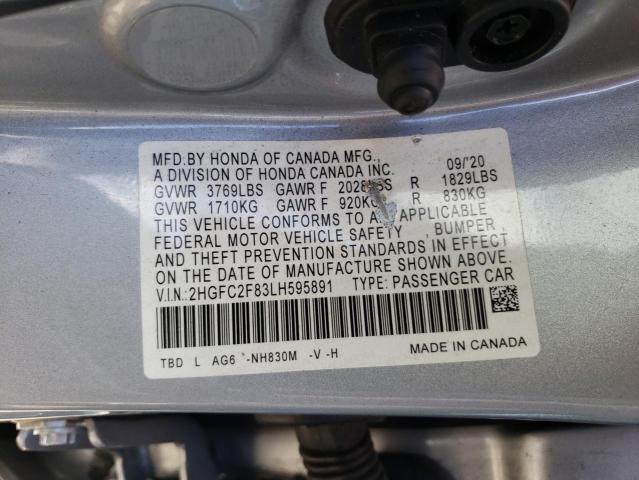 MFD.BY HONDA OF CANADA MFG., 09/'20
A DIVISION OF HONDA CANADA INC.
GVWR 3769LBS GAWR F R 1829LBS
GVWR 1710KG GAWR F 920KG R 830KG
THIS VEHICLE CONFORMS TO ALL APPLICABLE
FEDERAL MOTOR VEHICLE SAFETY, BUMPER,
AND THEFT PREVENTION STANDARDS IN EFFECT
ON THE DATE OF MANUFACTURE SHOWN ABOVE.
V.I.N.:2HGFC2F83LH595891 TYPE: PASSENGER CAR
TBD L AG6 -NH830M -V -H MADE IN CANADA